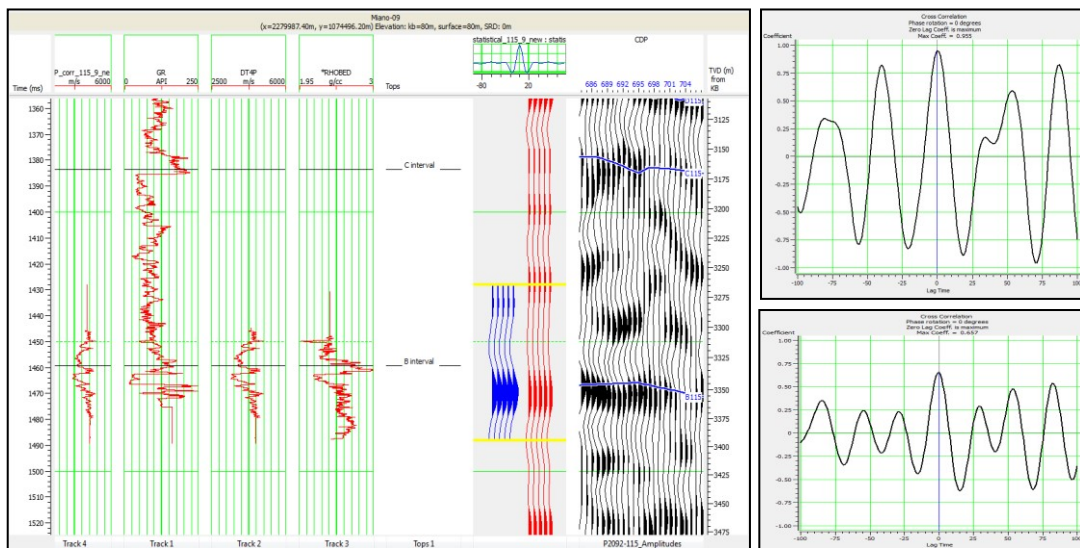 Miano-09
(x=2279987.40m, y=1074496.20m) Elevation: kb=80m, surface=80m, SRD: 0m
statistical_115_9_new : statis
CDP
P_corr_115_9_ne GR DT4P *RHOBED
m/s 6000 0 API 250 2500 m/s 6000 1.95 g/cc 3 Tops
-80 20
686 689 692 695 698 701 704
TVD (m) from KB
Time (ms)
1360
1380
1390
1400
1410
1417
1430
1440
1450
1460
1470
1479
1490
1500
1510
1520
C interval
B interval
D115
C115
B115
3125
3150
3175
3200
3225
3250
3275
3300
3325
3350
3375
3400
3425
3450
3475
Track 4 Track 1 Track 2 Track 3 Tops 1 P2092-115_Amplitudes
Cross Correlation
Phase rotation = 0 degrees
Zero Lag Coeff. is maximum
Max Coeff. = 0.955
Coefficient
1.00
0.75
0.50
0.25
0
-0.25
-0.50
-0.75
-1.00
-100 -75 -50 -25 0 25 50 75 100
Lag Time
Cross Correlation
Phase rotation = 0 degrees
Zero Lag Coeff. is maximum
Max Coeff. = 0.657
Coefficient
1.00
0.75
0.50
0.25
0
-0.25
-0.50
-0.75
-1.00
-100 -75 -50 -25 0 25 50 75 100
Lag Time